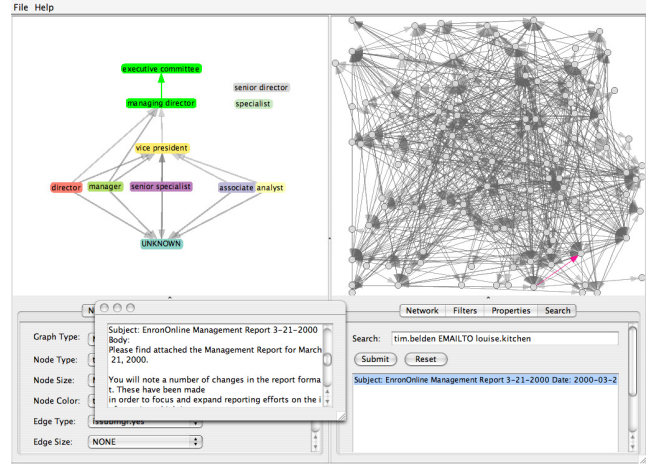 File Help
executive committee
senior director
managing director
specialist
vice president
director manager senior specialist associate analyst
UNKNOWN
Subject: EnronOnline Management Report 3-21-2000
Body:
Please find attached the Management Report for March
21, 2000.
You will note a number of changes in the report forma
t. These have been made
in order to focus and expand reporting efforts on the i
Graph Type:
Node Type:
Node Size:
Node Color:
Edge Type:
Edge Size: NONE
Network Filters Properties Search
Search: tim.belden EMAILTO louise.kitchen
Submit Reset
Subject: EnronOnline Management Report 3-21-2000 Date: 2000-03-2